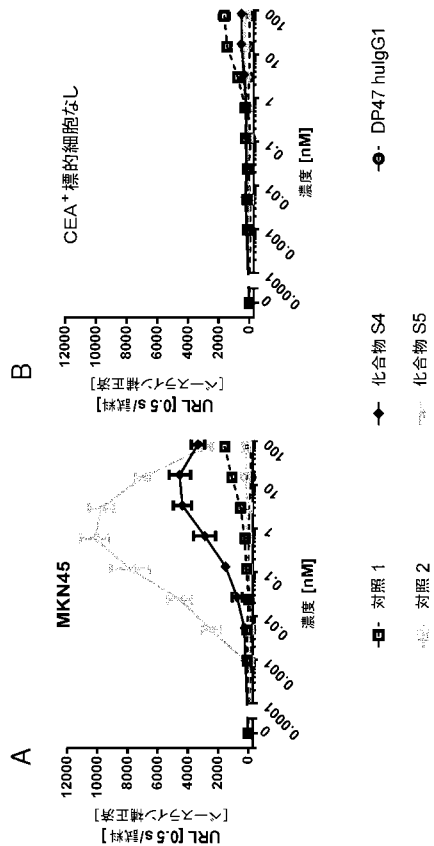 A
MKN45
URL [0.5 s/試料]
[ベースライン補正済]
12000
10000
8000
6000
4000
2000
0
0
0.0001
0.001
0.01
0.1
1
10
100
濃度 [nM]
B
CEA⁺ 標的細胞なし
URL [0.5 s/試料]
[ベースライン補正済]
12000
10000
8000
6000
4000
2000
0
0
0.0001
0.001
0.01
0.1
1
10
100
濃度 [nM]
対照 1
化合物 S4
DP47 huIgG1
対照 2
化合物 S5